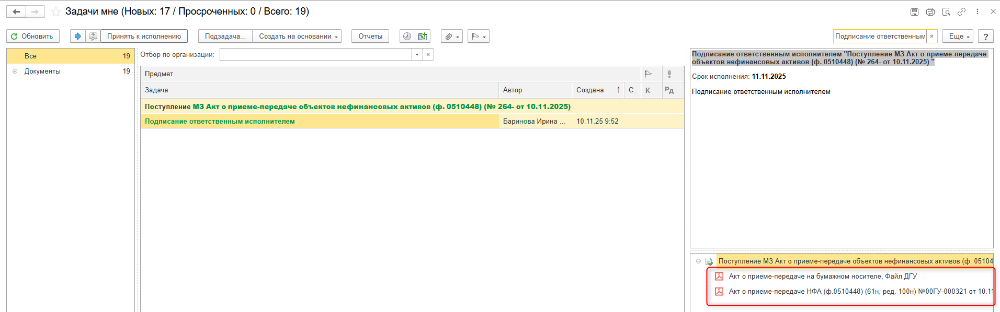 Задачи мне (Новых: 17 / Просроченных: 0 / Всего: 19)
Обновить
Принять к исполнению
Подзадача...
Создать на основании
Отчеты
Подписание ответственным
Еще
?
Все 19
Документы 19
Отбор по организации:
Предмет
Задача Автор Создана ↑ С.. К Рд
Поступление МЗ Акт о приеме-передаче объектов нефинансовых активов (ф. 0510448) (№ 264- от 10.11.2025)
Подписание ответственным исполнителем Баринова Ирина ... 10.11.25 9:52
Подписание ответственным исполнителем "Поступление МЗ Акт о приеме-передаче
объектов нефинансовых активов (ф. 0510448) (№ 264- от 10.11.2025) "
Срок исполнения: 11.11.2025
Подписание ответственным исполнителем
Поступление МЗ Акт о приеме-передаче объектов нефинансовых активов (ф. 05104
Акт о приеме-передаче на бумажном носителе, Файл ДГУ
Акт о приеме-передаче НФА (ф.0510448) (61н, ред. 100н) №00ГУ-000321 от 10.11